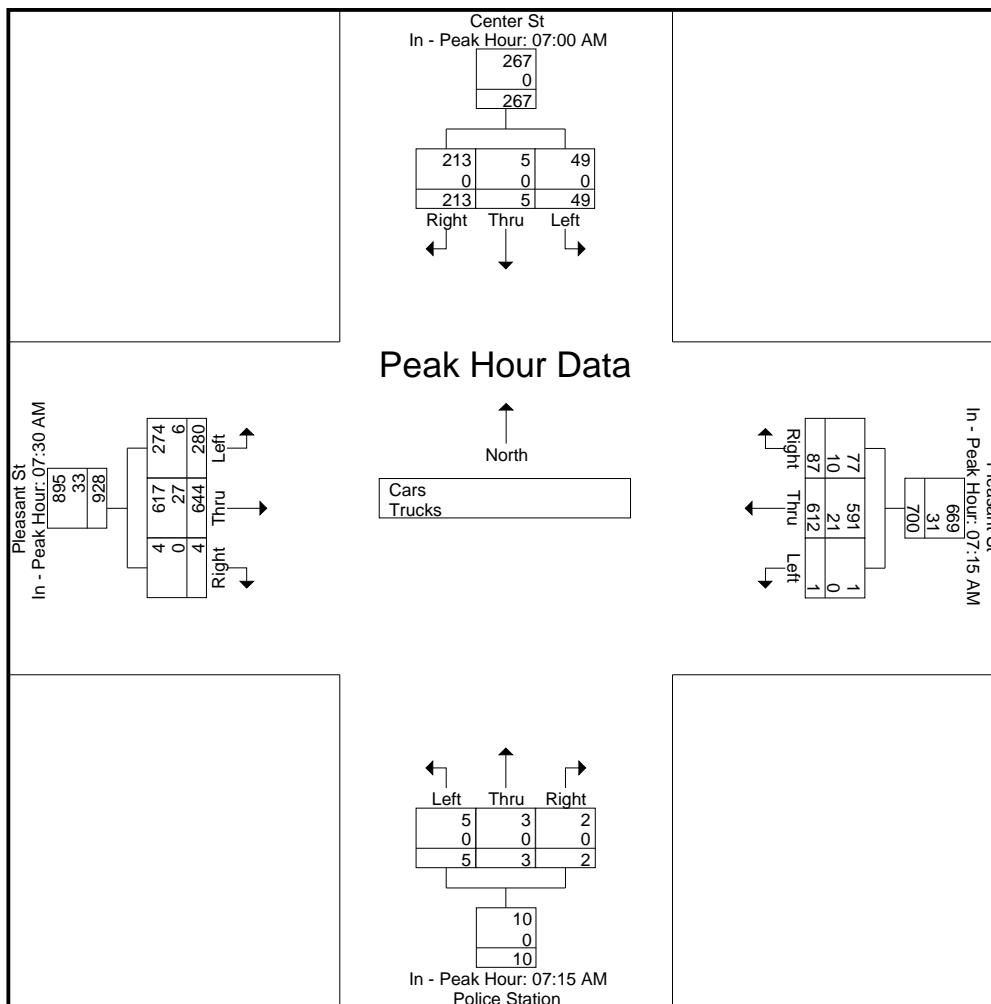 Center St
In - Peak Hour: 07:00 AM
267
0
267
213 5 49
0 0 0
213 5 49
Right Thru Left
Peak Hour Data
North
Cars
Trucks
Pleasant St
In - Peak Hour: 07:30 AM
895
33
928
274 6 280
Left
617 27 644
Thru
4 0 4
Right
Pleasant St
In - Peak Hour: 07:15 AM
669
31
700
77 10 87
Right
591 21 612
Thru
1 0 1
Left
Left Thru Right
5 3 2
0 0 0
5 3 2
10
0
10
In - Peak Hour: 07:15 AM
Police Station